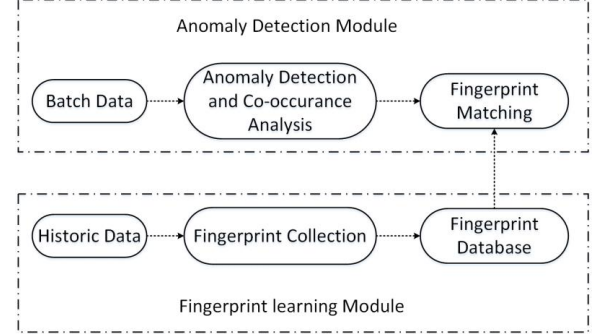 Anomaly Detection Module
Batch Data
Anomaly Detection
and Co-occurance
Analysis
Fingerprint
Matching
Historic Data
Fingerprint Collection
Fingerprint
Database
Fingerprint learning Module